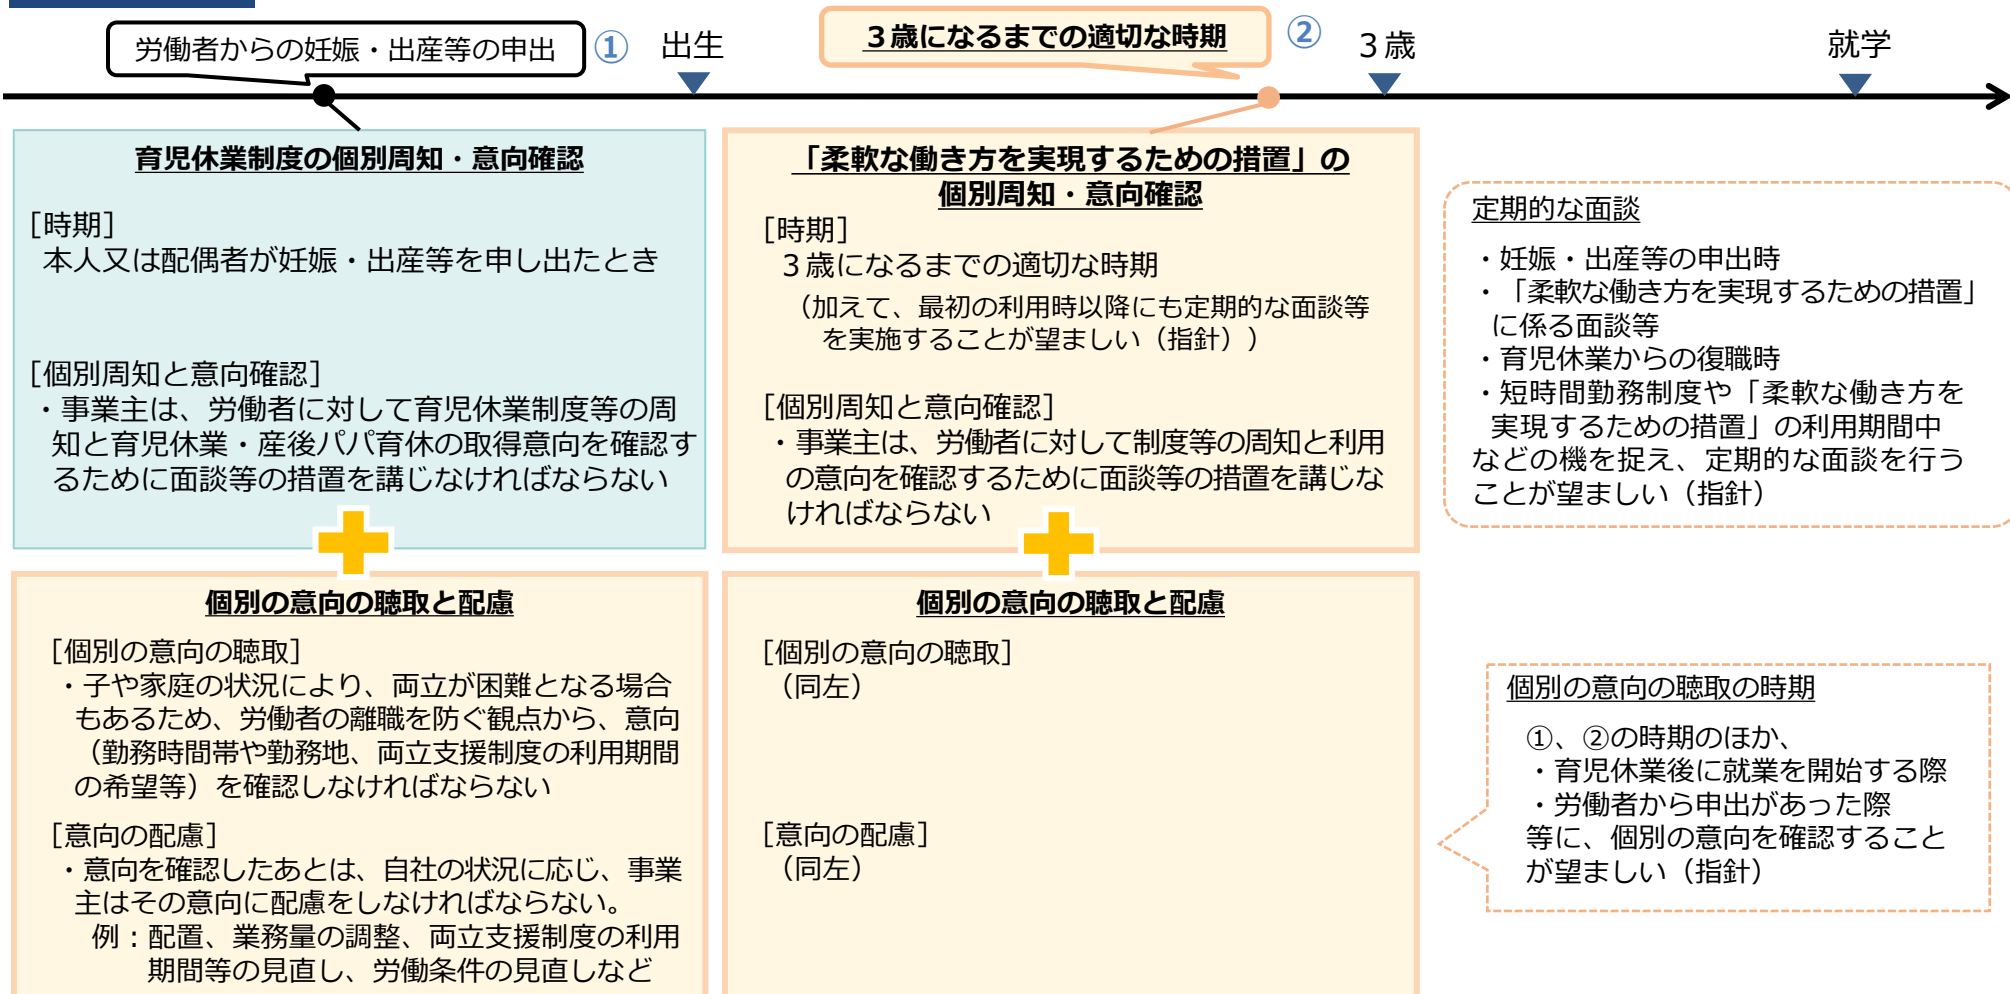 労働者からの妊娠・出産等の申出
①
出生
３歳になるまでの適切な時期
②
３歳
就学
育児休業制度の個別周知・意向確認
［時期］
本人又は配偶者が妊娠・出産等を申し出たとき
［個別周知と意向確認］
・事業主は、労働者に対して育児休業制度等の周
知と育児休業・産後パパ育休の取得意向を確認す
るために面談等の措置を講じなければならない
個別の意向の聴取と配慮
［個別の意向の聴取］
・子や家庭の状況により、両立が困難となる場合
もあるため、労働者の離職を防ぐ観点から、意向
（勤務時間帯や勤務地、両立支援制度の利用期間
の希望等）を確認しなければならない
［意向の配慮］
・意向を確認したあとは、自社の状況に応じ、事業
主はその意向に配慮をしなければならない。
例：配置、業務量の調整、両立支援制度の利用
期間等の見直し、労働条件の見直しなど
「柔軟な働き方を実現するための措置」の
個別周知・意向確認
［時期］
３歳になるまでの適切な時期
（加えて、最初の利用時以降にも定期的な面談等
を実施することが望ましい（指針））
［個別周知と意向確認］
・事業主は、労働者に対して制度等の周知と利用
の意向を確認するために面談等の措置を講じな
ければならない
個別の意向の聴取と配慮
［個別の意向の聴取］
（同左）
［意向の配慮］
（同左）
定期的な面談
・妊娠・出産等の申出時
・「柔軟な働き方を実現するための措置」
に係る面談等
・育児休業からの復職時
・短時間勤務制度や「柔軟な働き方を
実現するための措置」の利用期間中
などの機を捉え、定期的な面談を行う
ことが望ましい（指針）
個別の意向の聴取の時期
①、②の時期のほか、
・育児休業後に就業を開始する際
・労働者から申出があった際
等に、個別の意向を確認すること
が望ましい（指針）